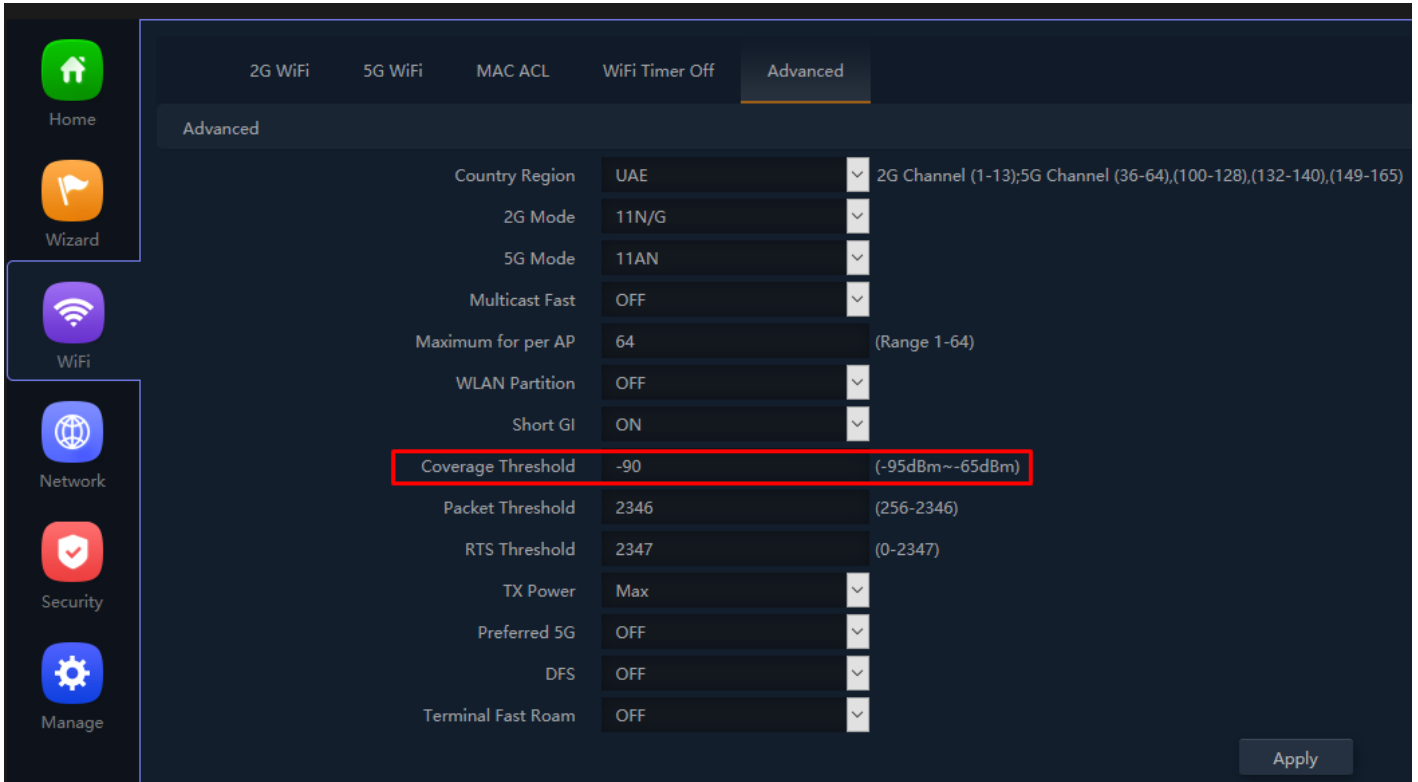 2G WiFi 5G WiFi MAC ACL WiFi Timer Off Advanced
Home
Advanced
Country Region UAE 2G Channel (1-13);5G Channel (36-64),(100-128),(132-140),(149-165)
2G Mode 11N/G
Wizard
5G Mode 11AN
Multicast Fast OFF
Maximum for per AP 64 (Range 1-64)
WiFi
WLAN Partition OFF
Short GI ON
Coverage Threshold -90 (-95dBm~-65dBm)
Network
Packet Threshold 2346 (256-2346)
RTS Threshold 2347 (0-2347)
TX Power Max
Security
Preferred 5G OFF
DFS OFF
Terminal Fast Roam OFF
Manage
Apply